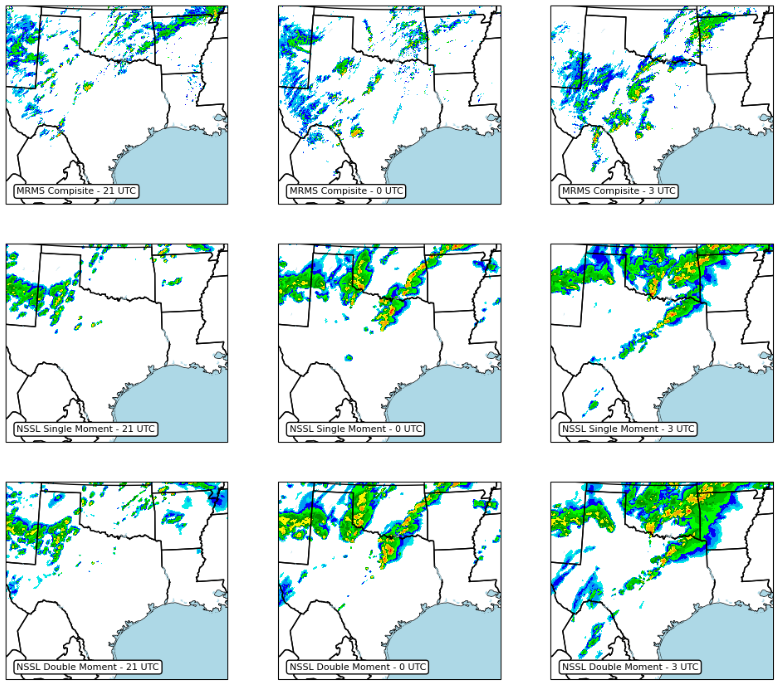 MRMS Compisite - 21 UTC
MRMS Compisite - 0 UTC
MRMS Compisite - 3 UTC
NSSL Single Moment - 21 UTC
NSSL Single Moment - 0 UTC
NSSL Single Moment - 3 UTC
NSSL Double Moment - 21 UTC
NSSL Double Moment - 0 UTC
NSSL Double Moment - 3 UTC